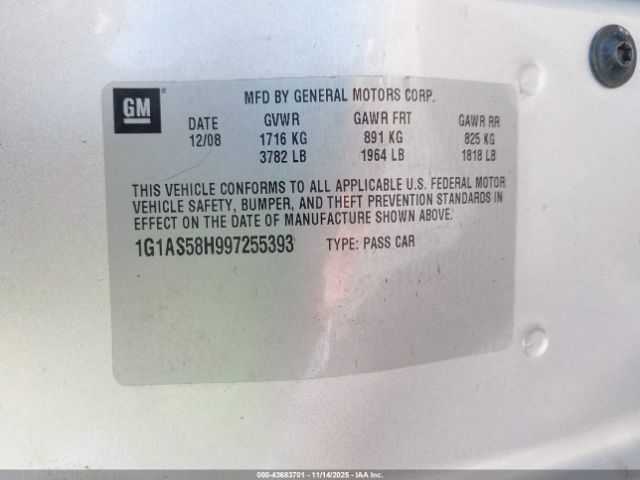 GM
MFD BY GENERAL MOTORS CORP.
DATE GVWR GAWR FRT GAWR RR
12/08 1716 KG 891 KG 825 KG
3782 LB 1964 LB 1818 LB
THIS VEHICLE CONFORMS TO ALL APPLICABLE U.S. FEDERAL MOTOR
VEHICLE SAFETY, BUMPER, AND THEFT PREVENTION STANDARDS IN
EFFECT ON THE DATE OF MANUFACTURE SHOWN ABOVE.
1G1AS58H997255393 TYPE: PASS CAR
000-43683701 - 11/14/2025 - ©IAAI, Inc.